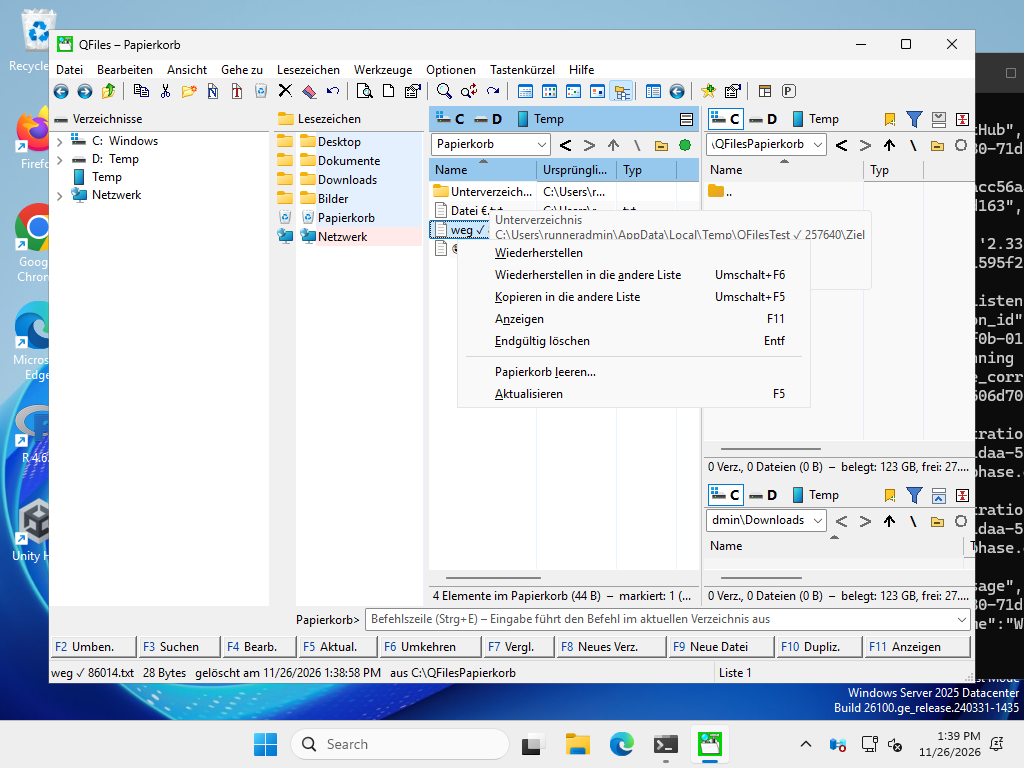 Recycle
Firefo
Goog
Chron
Micros
Edge
R 4.6.
Unity H
QFiles – Papierkorb
Datei Bearbeiten Ansicht Gehe zu Lesezeichen Werkzeuge Optionen Tastenkürzel Hilfe
Verzeichnisse
C: Windows
D: Temp
Temp
Netzwerk
Lesezeichen
Desktop
Dokumente
Downloads
Bilder
Papierkorb
Netzwerk
C D Temp
Papierkorb
Name Ursprüngli... Typ
Unterverzeich... C:\Users\r...
Datei €.txt
weg ✓
Unterverzeichnis
C:\Users\runneradmin\AppData\Local\Temp\QFilesTest ✓ 257640\Ziel
Wiederherstellen
Wiederherstellen in die andere Liste Umschalt+F6
Kopieren in die andere Liste Umschalt+F5
Anzeigen F11
Endgültig löschen Entf
Papierkorb leeren...
Aktualisieren F5
4 Elemente im Papierkorb (44 B) – markiert: 1 (...
C D Temp
\QFilesPapierkorb
Name Typ
..
0 Verz., 0 Dateien (0 B) – belegt: 123 GB, frei: 27....
C D Temp
dmin\Downloads
Name T
0 Verz., 0 Dateien (0 B) – belegt: 123 GB, frei: 27....
Papierkorb> Befehlszeile (Strg+E) – Eingabe führt den Befehl im aktuellen Verzeichnis aus
F2 Umben. F3 Suchen F4 Bearb. F5 Aktual. F6 Umkehren F7 Vergl. F8 Neues Verz. F9 Neue Datei F10 Dupliz. F11 Anzeigen
weg ✓ 86014.txt 28 Bytes gelöscht am 11/26/2026 1:38:58 PM aus C:\QFilesPapierkorb Liste 1
Windows Server 2025 Datacenter
Build 26100.ge_release.240331-1435
Search
1:39 PM
11/26/2026